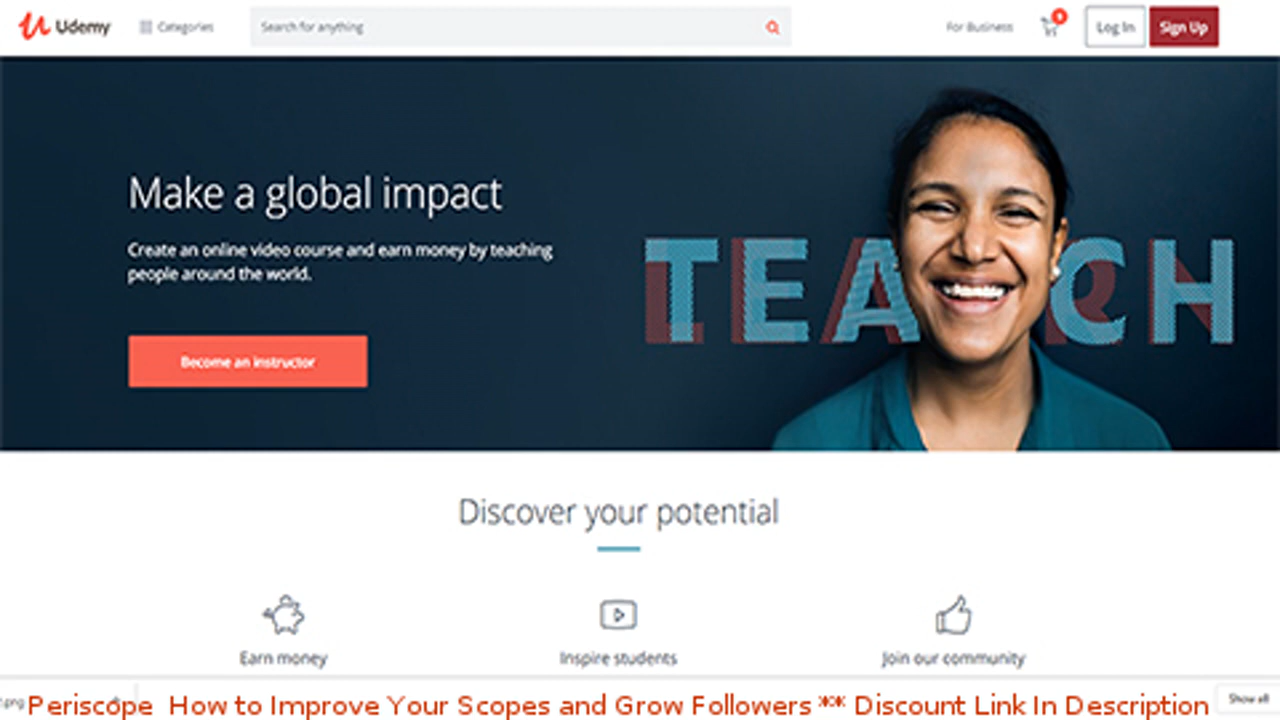 Udemy
Categories
Search for anything
For Business
Log In
Sign Up
Make a global impact
Create an online video course and earn money by teaching
people around the world.
TEACH
Become an instructor
Discover your potential
Earn money
Inspire students
Join our community
.png
Periscope How to Improve Your Scopes and Grow Followers ** Discount Link In Description
Show all